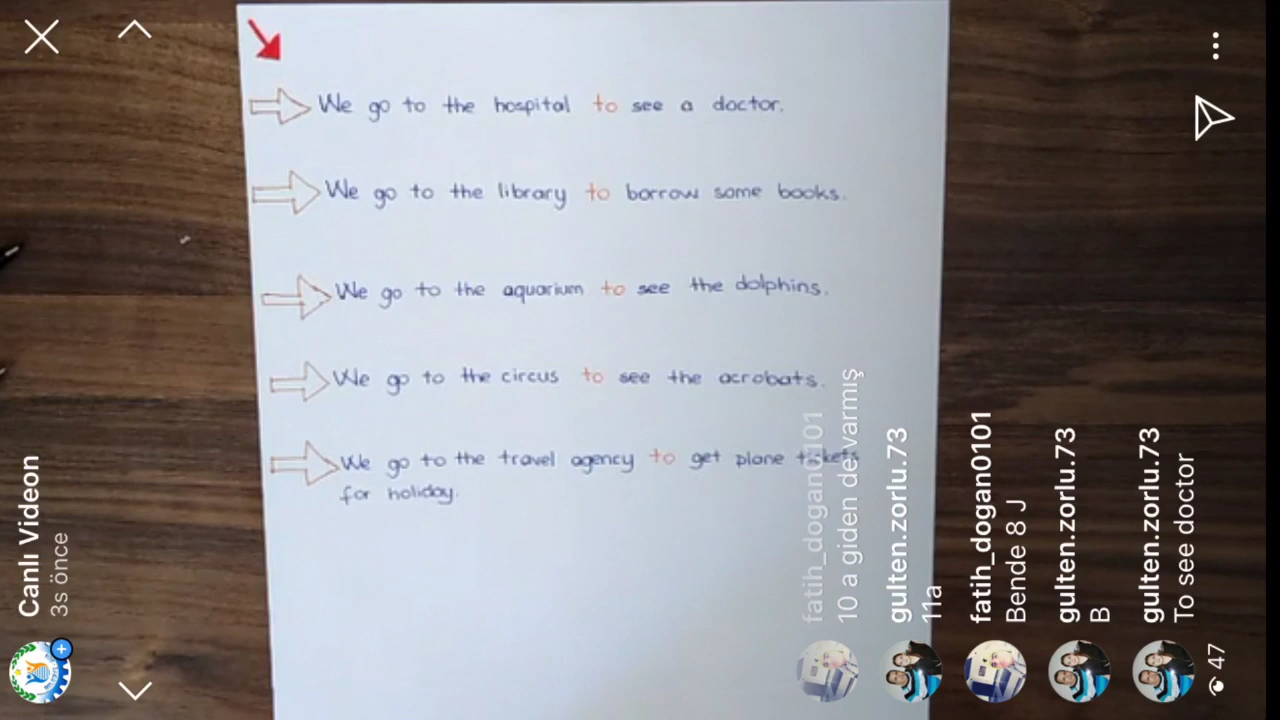 We go to the hospital to see a doctor.
We go to the library to borrow some books.
We go to the aquarium to see the dolphins.
We go to the circus to see the acrobats.
We go to the travel agency to get plane tickets
for holiday.
Canlı Videon
3s önce
fatih_dogan0101
10 a giden de varmış
gulten.zorlu.73
11a
fatih_dogan0101
Bende 8 J
gulten.zorlu.73
B
gulten.zorlu.73
To see doctor
47